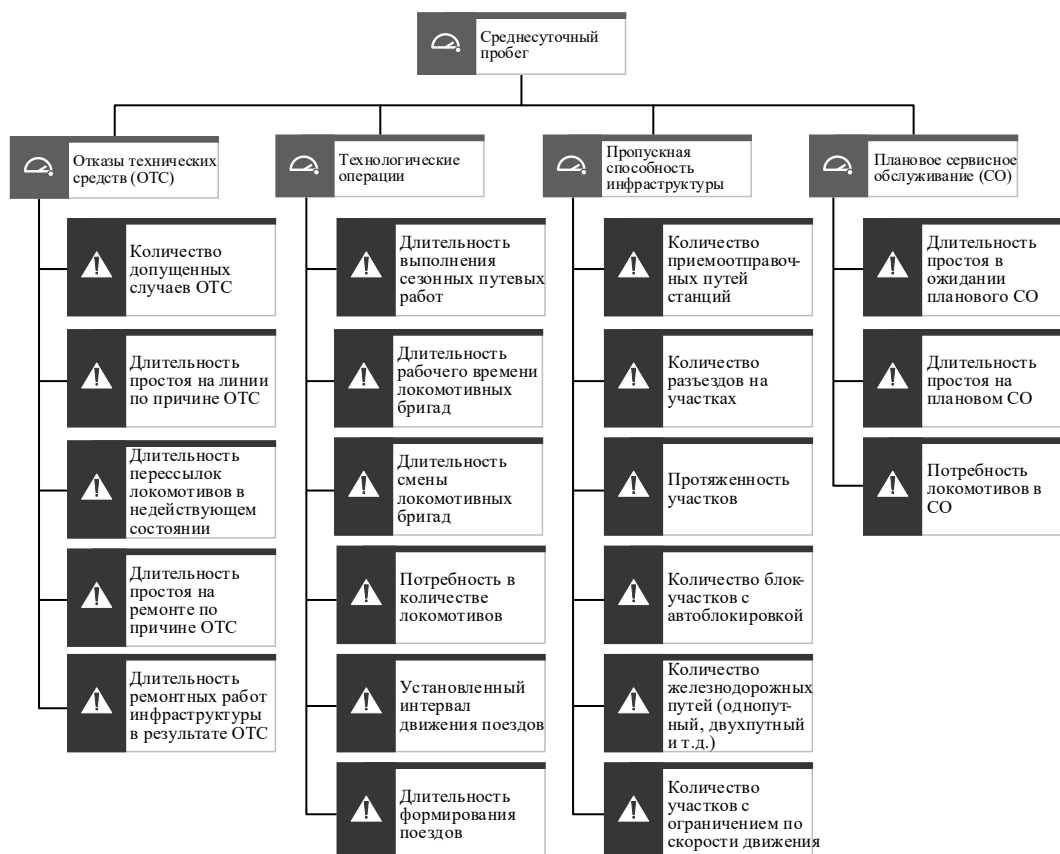 Среднесуточный
пробег
Отказы технических
средств (ОТС)
Количество
допущенных
случаев ОТС
Длительность
простоя на линии
по причине ОТС
Длительность
перессылок
локомотивов в
недействующем
состоянии
Длительность
простоя на
ремонте по
причине ОТС
Длительность
ремонтных работ
инфраструктуры
в результате ОТС
Технологические
операции
Длительность
выполнения
сезонных путевых
работ
Длительность
рабочего времени
локомотивных
бригад
Длительность
смены
локомотивных
бригад
Потребность в
количестве
локомотивов
Установленный
интервал
движения поездов
Длительность
формирования
поездов
Пропускная
способность
инфраструктуры
Количество
приемоотправоч-
ных путей
станций
Количество
разъездов на
участках
Протяженность
участков
Количество блок-
участков с
автоблокировкой
Количество
железнодорожных
путей (однопут-
ный, двухпутный
и т.д.)
Количество
участков с
ограничением по
скорости движения
Плановое сервисное
обслуживание (СО)
Длительность
простоя в
ожидании
планового СО
Длительность
простоя на
плановом СО
Потребность
локомотивов в
СО